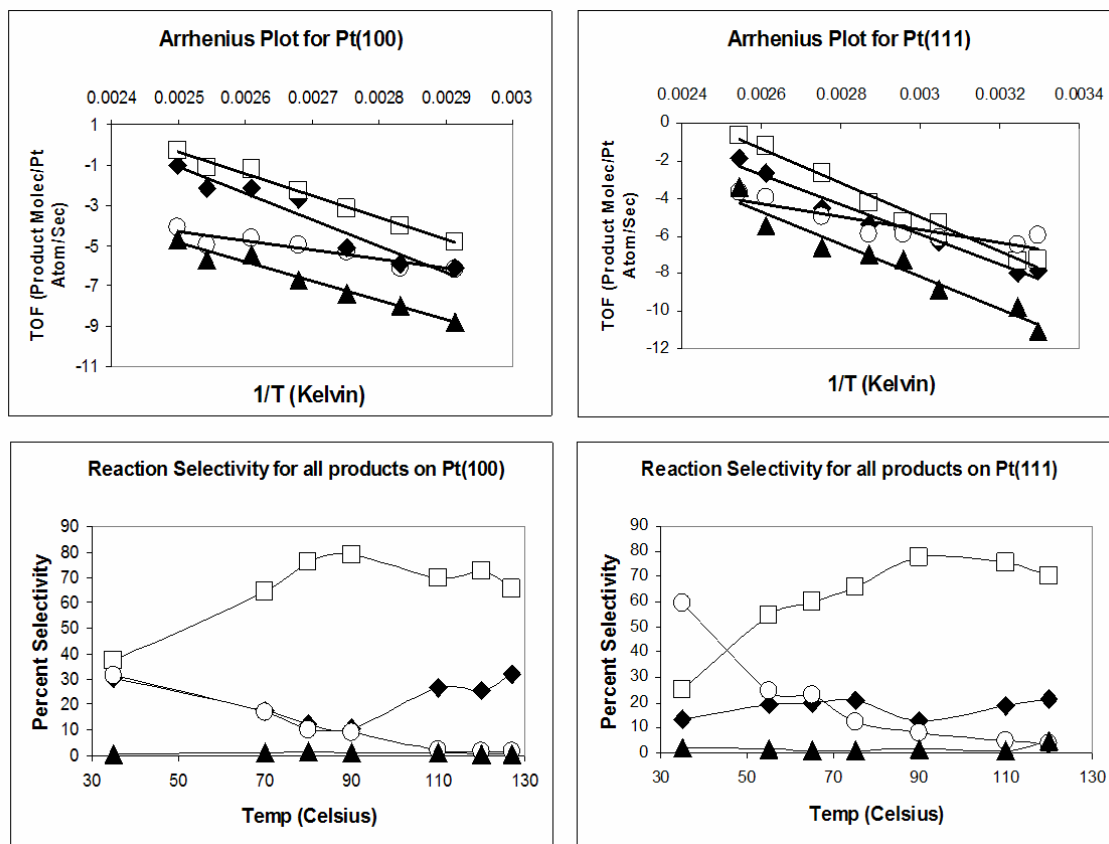 Arrhenius Plot for Pt(100)
0.0024 0.0025 0.0026 0.0027 0.0028 0.0029 0.003
1
-1
-3
-5
-7
-9
-11
TOF (Product Molec/Pt
Atom/Sec)
1/T (Kelvin)
Arrhenius Plot for Pt(111)
0.0024 0.0026 0.0028 0.003 0.0032 0.0034
0
-2
-4
-6
-8
-10
-12
TOF (Product Molec/Pt
Atom/Sec)
1/T (Kelvin)
Reaction Selectivity for all products on Pt(100)
90
80
70
60
50
40
30
20
10
0
Percent Selectivity
30 50 70 90 110 130
Temp (Celsius)
Reaction Selectivity for all products on Pt(111)
90
80
70
60
50
40
30
20
10
0
Percent Selectivity
30 50 70 90 110 130
Temp (Celsius)